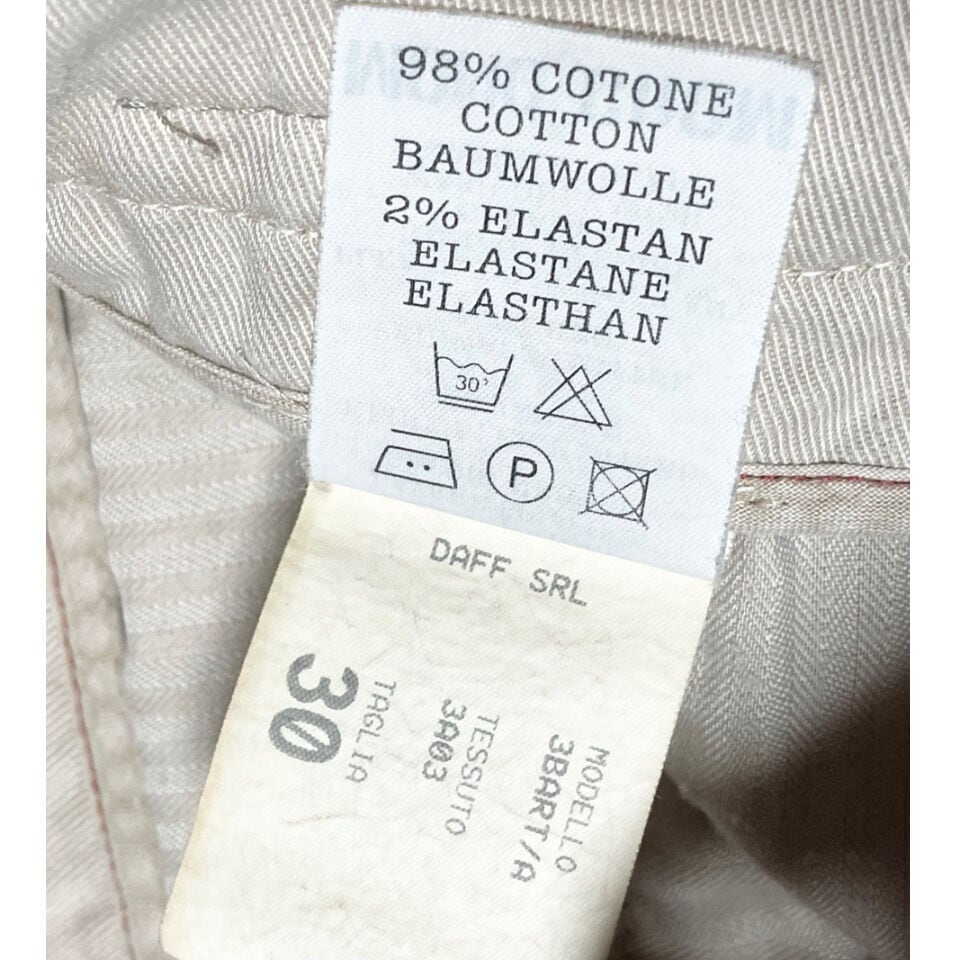 98% COTONE
COTTON
BAUMWOLLE
2% ELASTAN
ELASTANE
ELASTHAN
30°
P
DAFF SRL
MODELLO
3BART/A
TESSUTO
3A03
TAGLIA
30